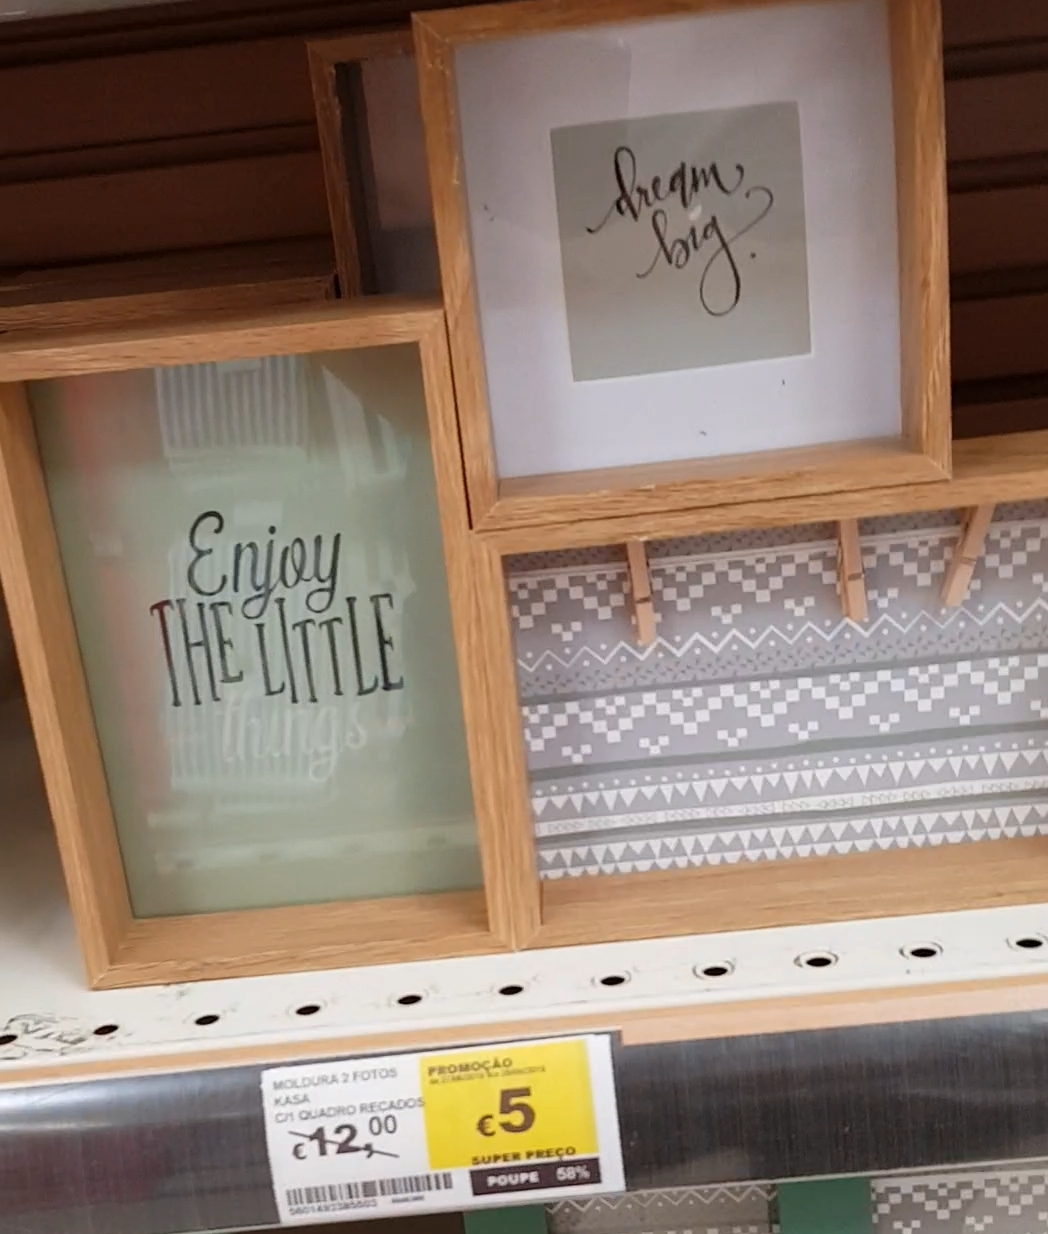 dream
big.
Enjoy
THE LITTLE
things
MOLDURA 2 FOTOS
KASA
C/1 QUADRO RECADOS
€12,00
PROMOÇÃO
€5
SUPER PREÇO
POUPE 58%